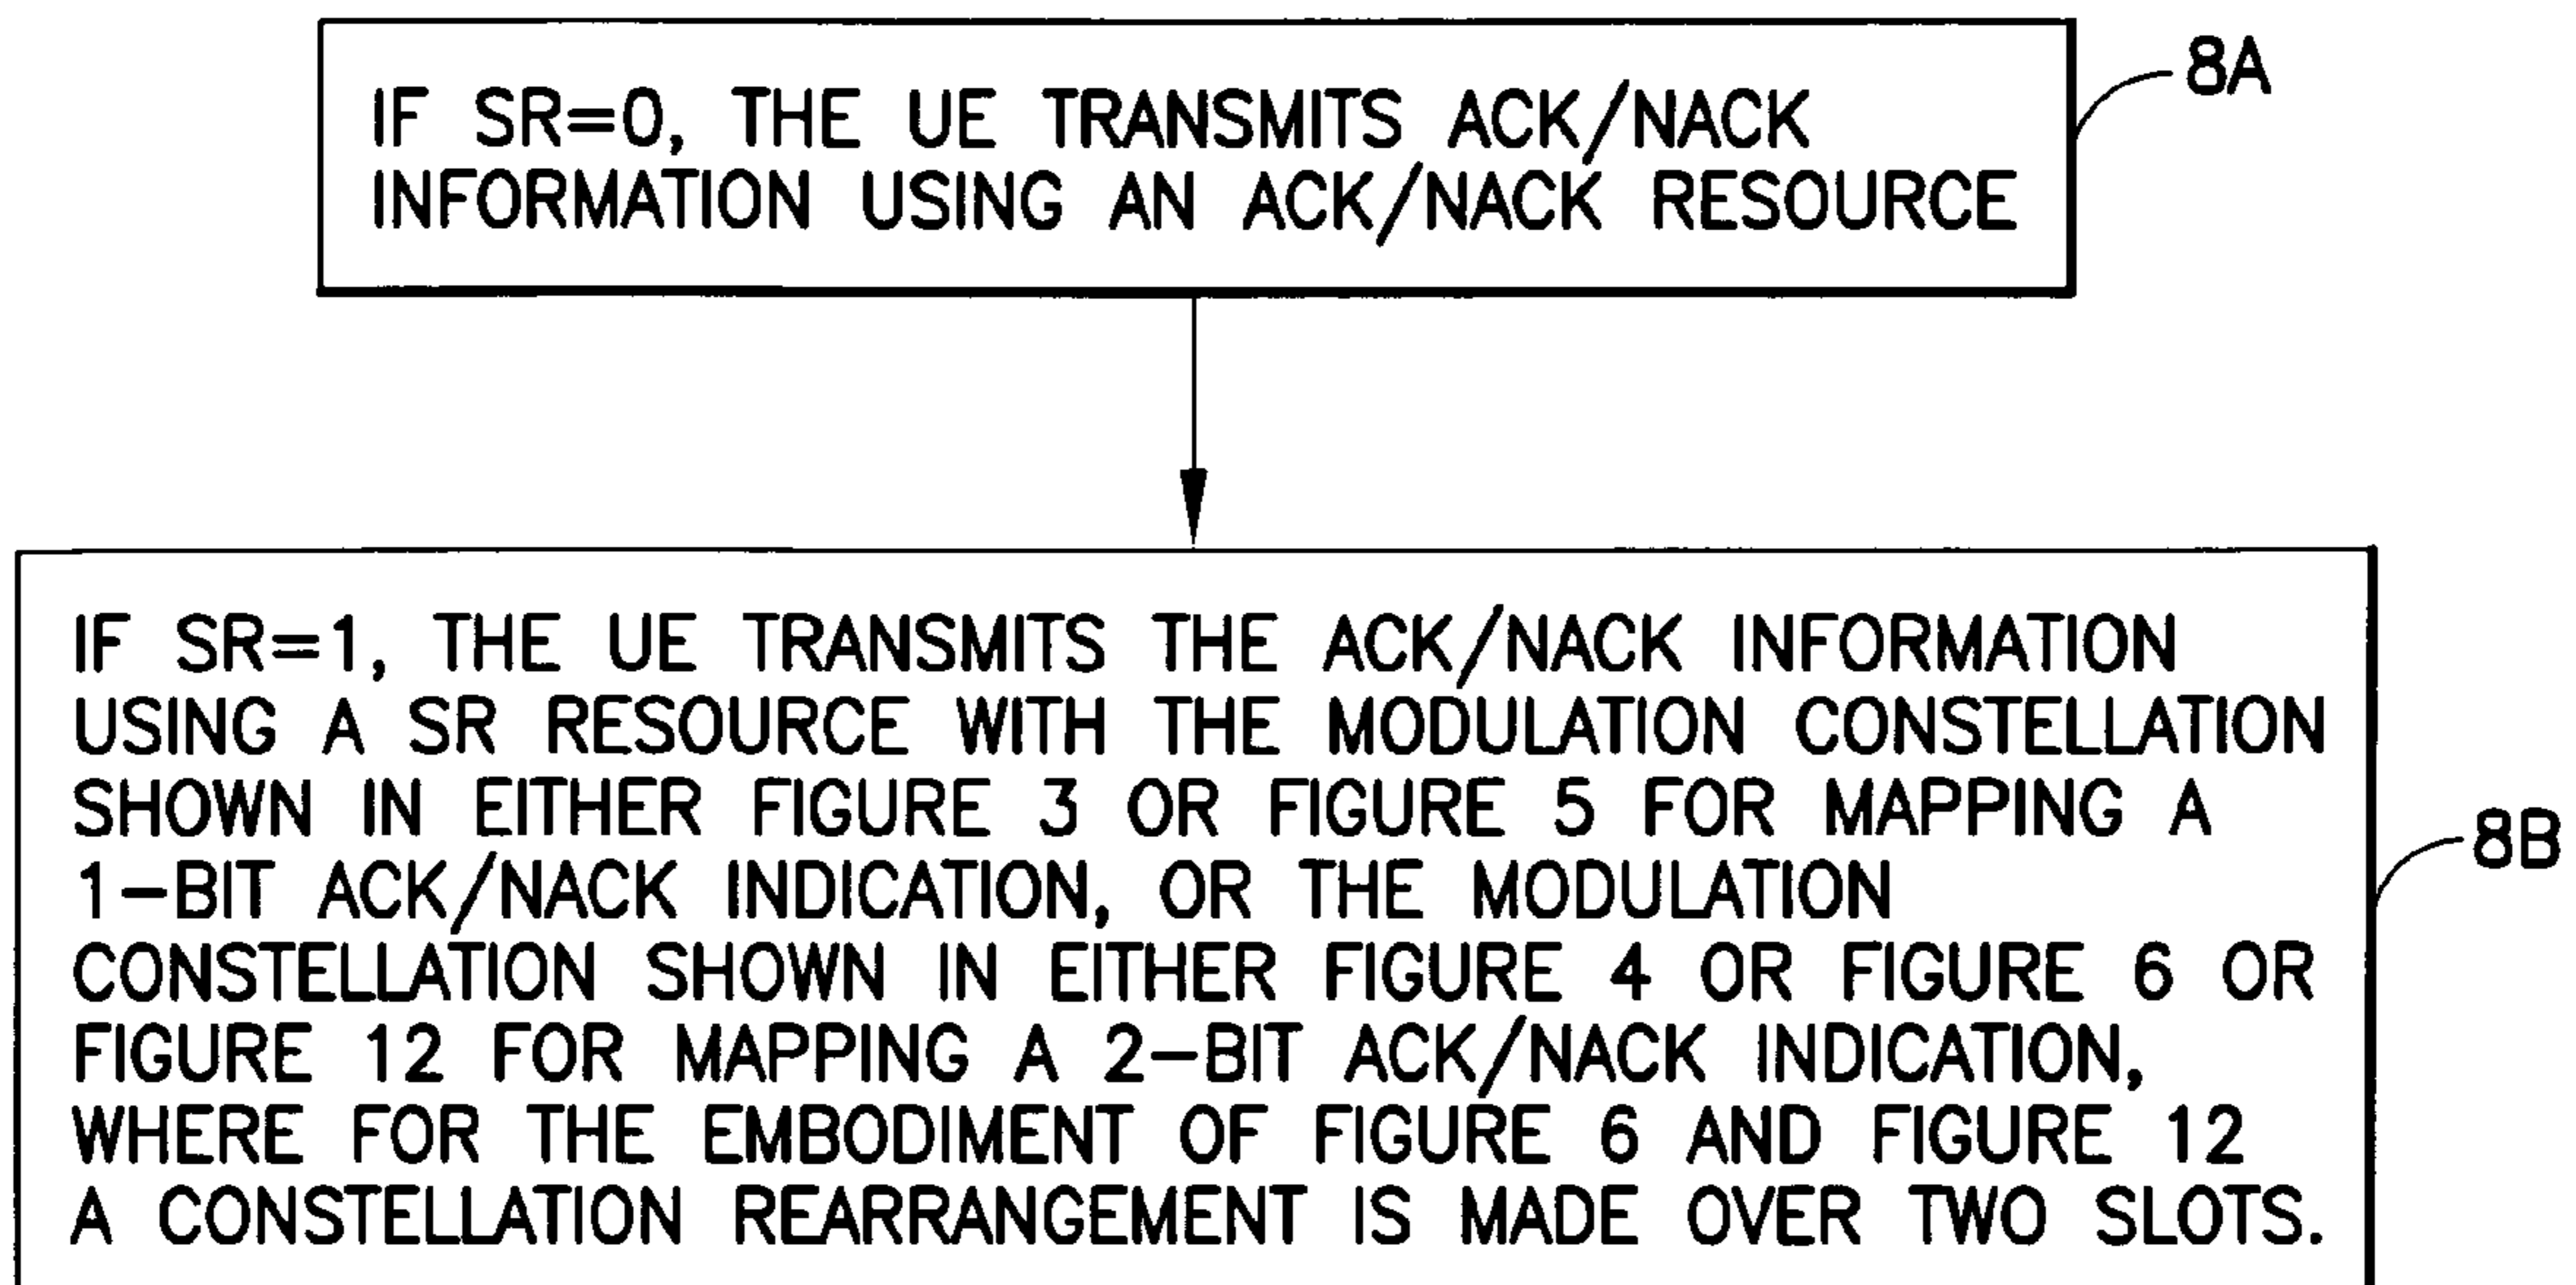 IF SR=0, THE UE TRANSMITS ACK/NACK
INFORMATION USING AN ACK/NACK RESOURCE
8A
IF SR=1, THE UE TRANSMITS THE ACK/NACK INFORMATION
USING A SR RESOURCE WITH THE MODULATION CONSTELLATION
SHOWN IN EITHER FIGURE 3 OR FIGURE 5 FOR MAPPING A
1-BIT ACK/NACK INDICATION, OR THE MODULATION
CONSTELLATION SHOWN IN EITHER FIGURE 4 OR FIGURE 6 OR
FIGURE 12 FOR MAPPING A 2-BIT ACK/NACK INDICATION,
WHERE FOR THE EMBODIMENT OF FIGURE 6 AND FIGURE 12
A CONSTELLATION REARRANGEMENT IS MADE OVER TWO SLOTS.
8B